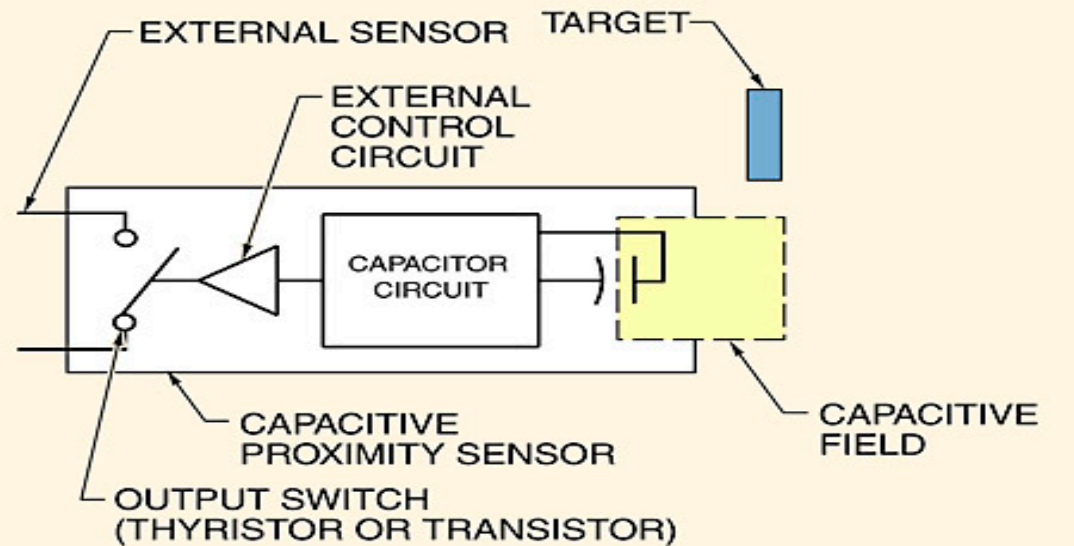 EXTERNAL SENSOR
TARGET
EXTERNAL
CONTROL
CIRCUIT
CAPACITOR
CIRCUIT
CAPACITIVE
FIELD
CAPACITIVE
PROXIMITY SENSOR
OUTPUT SWITCH
(THYRISTOR OR TRANSISTOR)